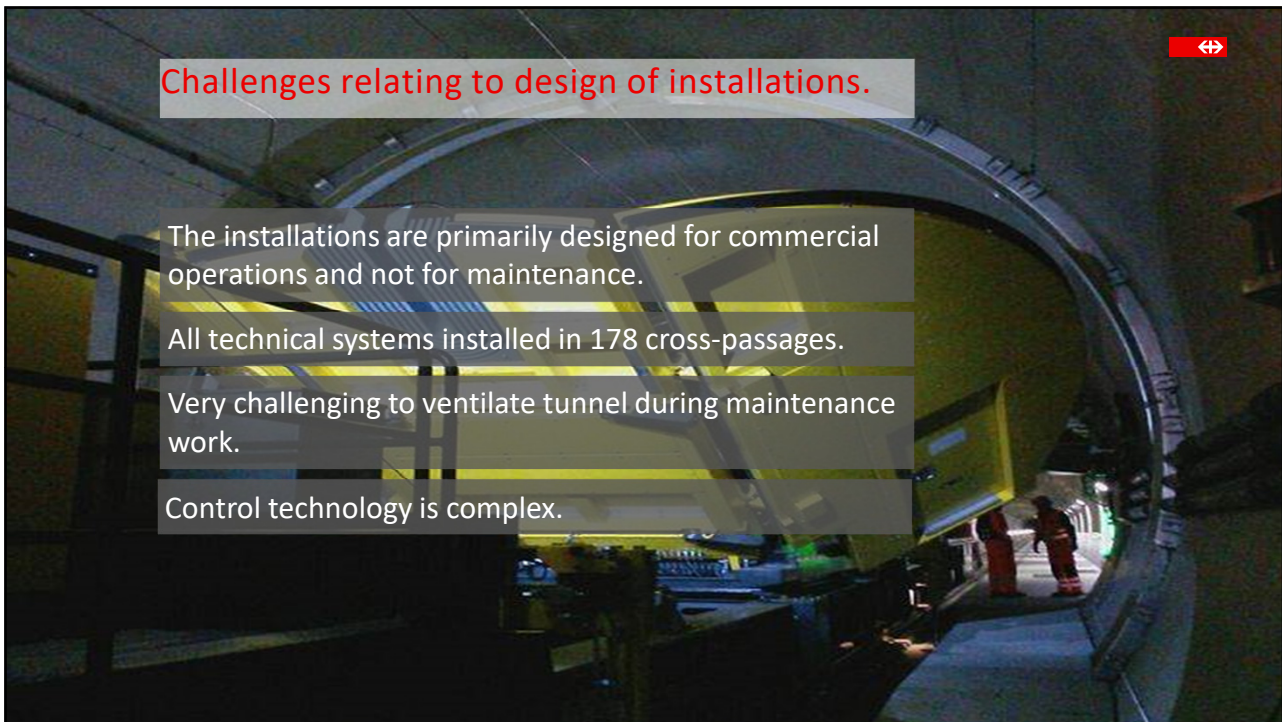 Challenges relating to design of installations.
The installations are primarily designed for commercial
operations and not for maintenance.
All technical systems installed in 178 cross-passages.
Very challenging to ventilate tunnel during maintenance
work.
Control technology is complex.